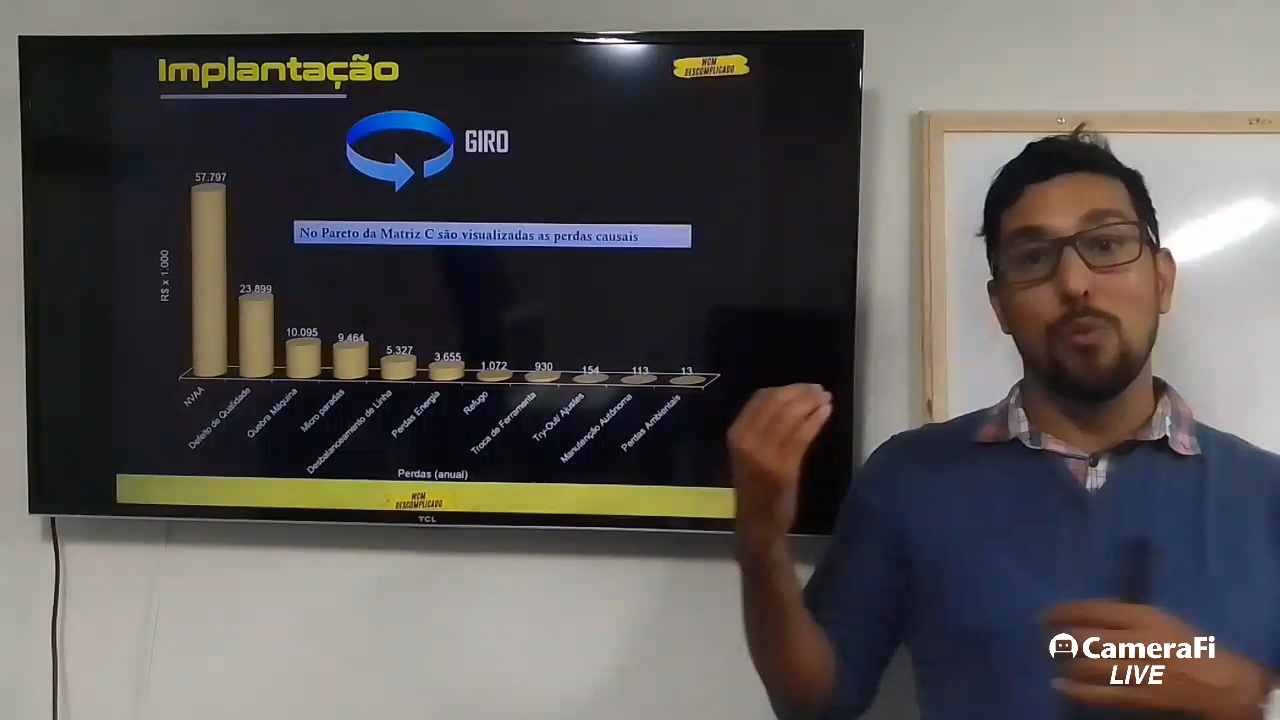 Implantação
WCM
DESCOMPLICADO
GIRO
No Pareto da Matriz C são visualizadas as perdas causais
R$ x 1.000
57.797
23.899
10.095
9.464
5.327
3.655
1.072
930
154
113
13
NVAA
Defeito de Qualidade
Quebra Máquina
Micro paradas
Desbalanceamento de Linha
Perdas Energia
Refugo
Troca de Ferramenta
Try-Out/ Ajustes
Manutenção Autônoma
Perdas Ambientais
Perdas (anual)
WCM
DESCOMPLICADO
TCL
CameraFi
LIVE